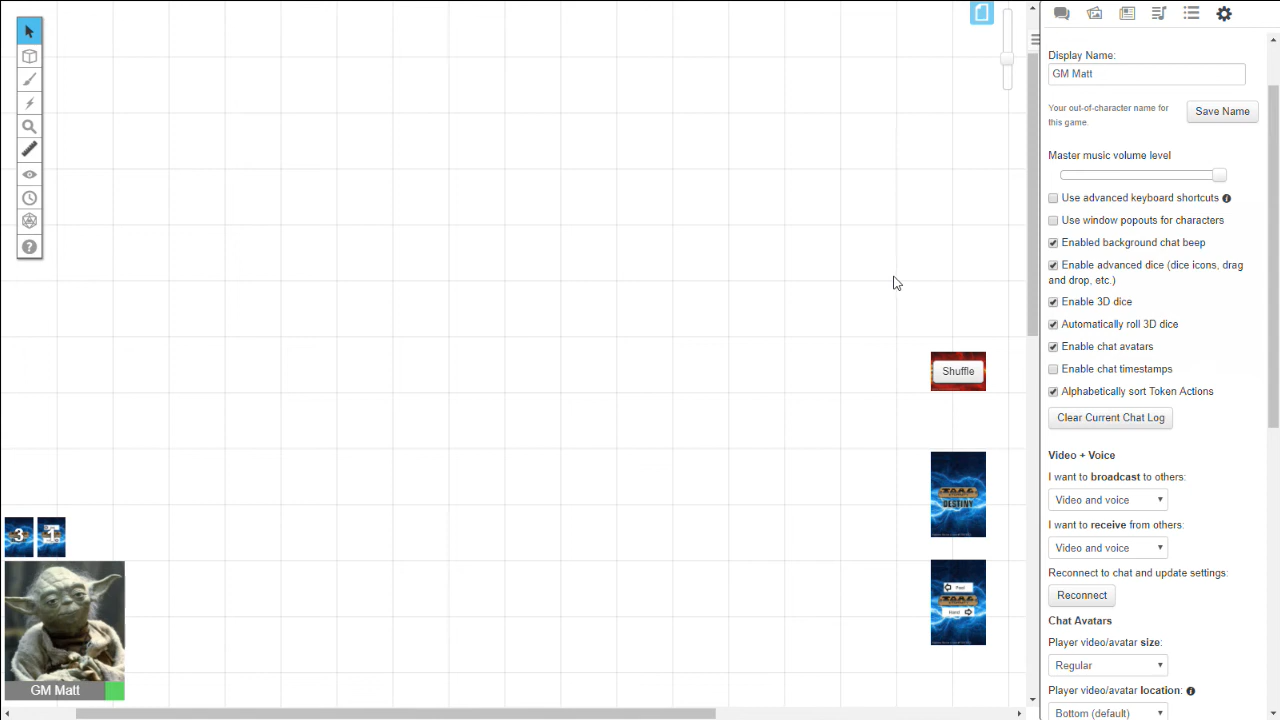 Display Name:
GM Matt
Your out-of-character name for
this game.
Save Name
Master music volume level
Use advanced keyboard shortcuts
Use window popouts for characters
Enabled background chat beep
Enable advanced dice (dice icons, drag
and drop, etc.)
Enable 3D dice
Automatically roll 3D dice
Enable chat avatars
Enable chat timestamps
Alphabetically sort Token Actions
Clear Current Chat Log
Video + Voice
I want to broadcast to others:
Video and voice
I want to receive from others:
Video and voice
Reconnect to chat and update settings:
Reconnect
Chat Avatars
Player video/avatar size:
Regular
Player video/avatar location:
Bottom (default)
Shuffle
TORG
DESTINY
Pool
Hand
3
1
GM Matt